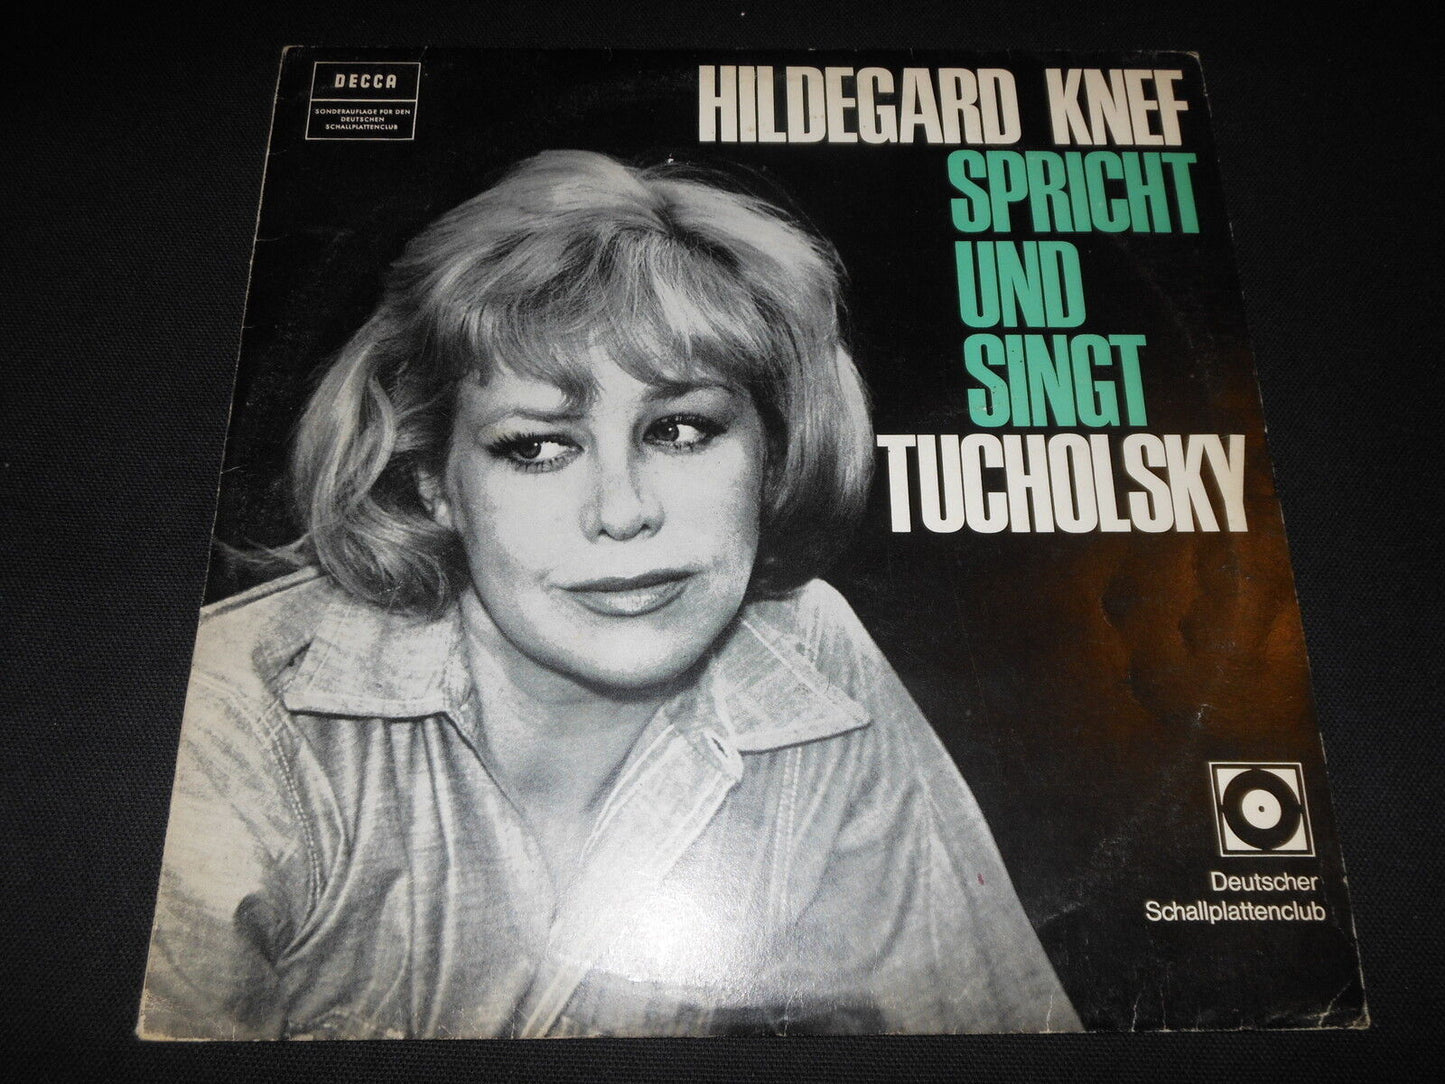 DECCA
SONDERAUFLAGE FÜR DEN
DEUTSCHEN
SCHALLPLATTENCLUB
HILDEGARD KNEF
SPRICHT
UND
SINGT
TUCHOLSKY
Deutscher
Schallplattenclub